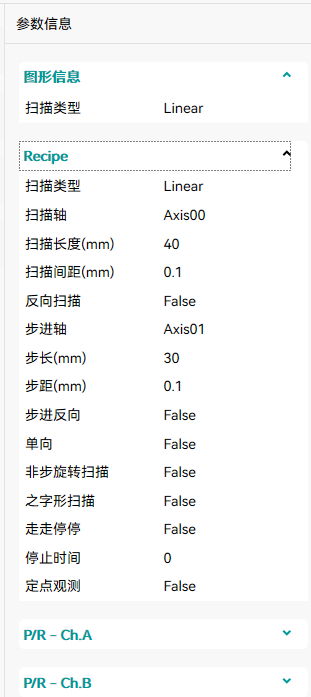 参数信息
图形信息
扫描类型 Linear
Recipe
扫描类型 Linear
扫描轴 Axis00
扫描长度(mm) 40
扫描间距(mm) 0.1
反向扫描 False
步进轴 Axis01
步长(mm) 30
步距(mm) 0.1
步进反向 False
单向 False
非步旋转扫描 False
之字形扫描 False
走走停停 False
停止时间 0
定点观测 False
P/R - Ch.A
P/R - Ch.B